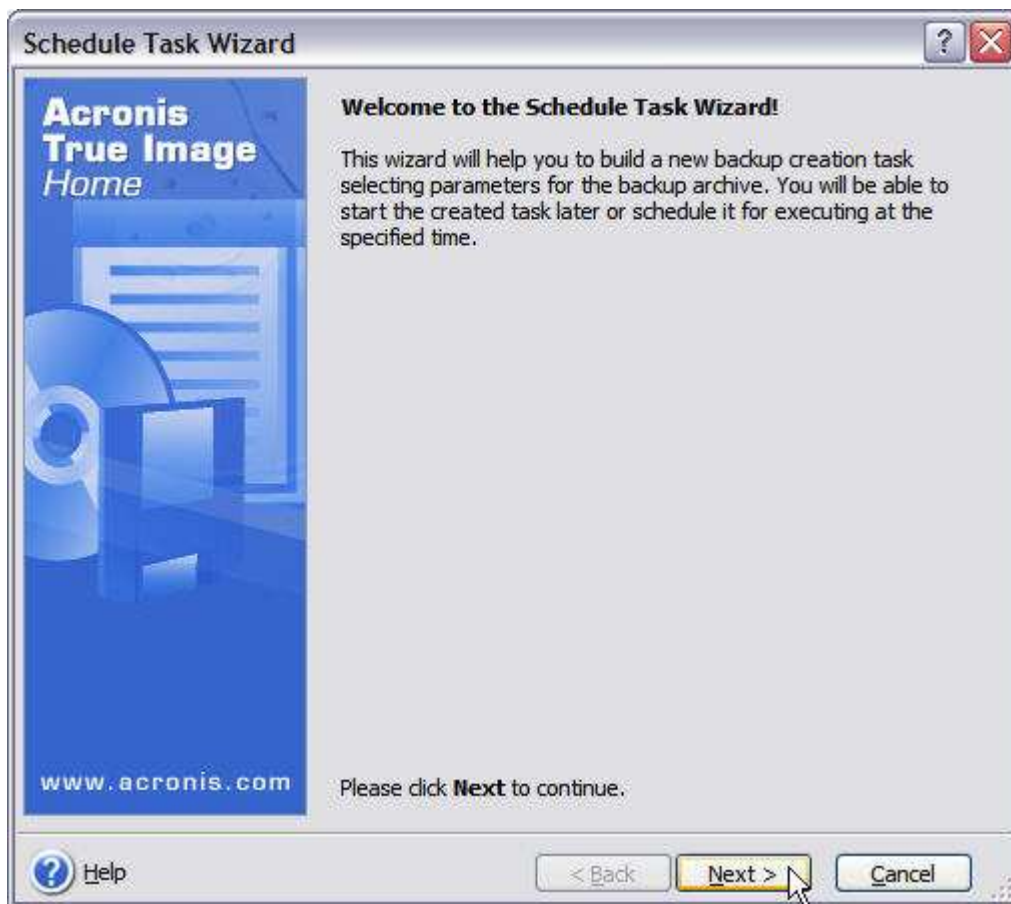 Schedule Task Wizard
?
Acronis
True Image
Home
Welcome to the Schedule Task Wizard!
This wizard will help you to build a new backup creation task
selecting parameters for the backup archive. You will be able to
start the created task later or schedule it for executing at the
specified time.
www.acronis.com
Please click Next to continue.
? Help
< Back
Next >
Cancel